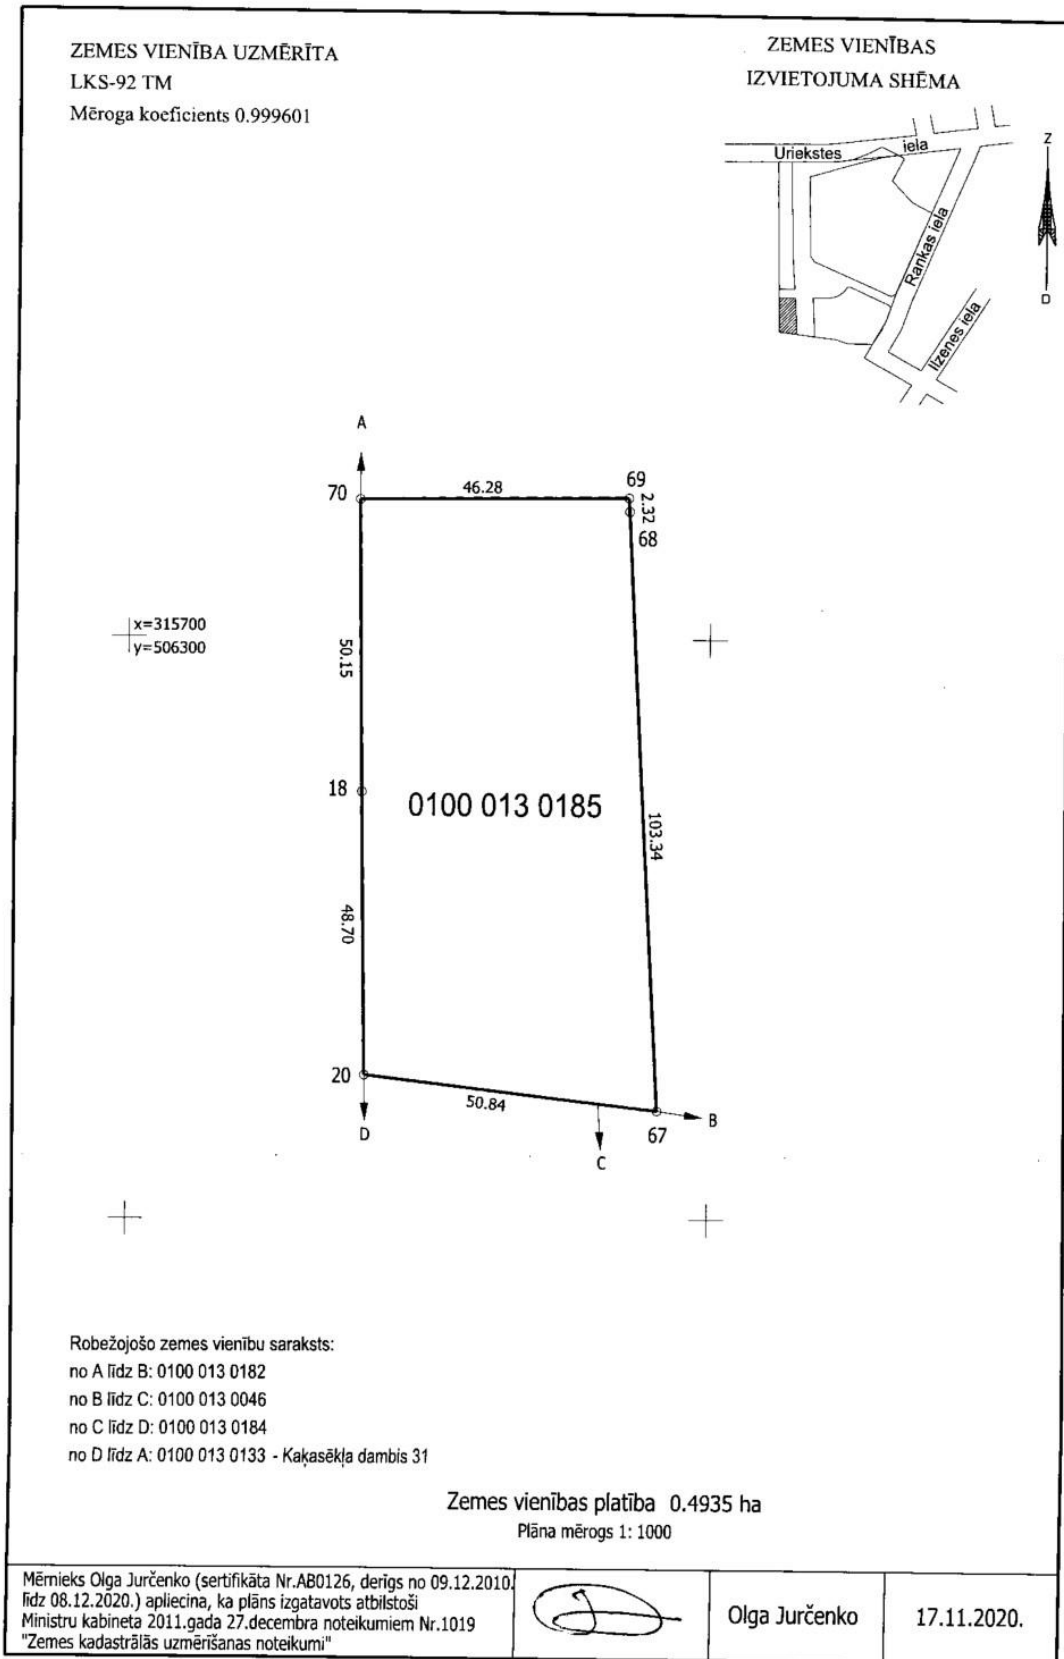 ZEMES VIENĪBA UZMĒRĪTA
LKS-92 TM
Mēroga koeficients 0.999601
ZEMES VIENĪBAS
IZVIETOJUMA SHĒMA
Uriekstes iela
Rankas iela
Ilzenes iela
Z
D
A
70
46.28
69
2.32
68
x=315700
y=506300
50.15
18
0100 013 0185
103.34
48.70
20
50.84
D
C
67
B
Robežojošo zemes vienību saraksts:
no A līdz B: 0100 013 0182
no B līdz C: 0100 013 0046
no C līdz D: 0100 013 0184
no D līdz A: 0100 013 0133 - Kaķasēkļa dambis 31
Zemes vienības platība 0.4935 ha
Plāna mērogs 1: 1000
Mērnieks Olga Jurčenko (sertifikāta Nr.AB0126, derīgs no 09.12.2010.
līdz 08.12.2020.) apliecina, ka plāns izgatavots atbilstoši
Ministru kabineta 2011.gada 27.decembra noteikumiem Nr.1019
"Zemes kadastrālās uzmērīšanas noteikumi"
Olga Jurčenko
17.11.2020.